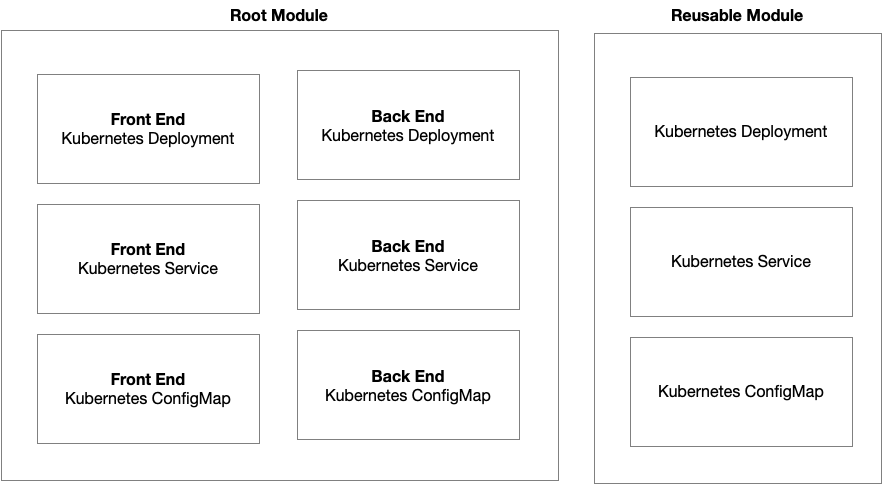 Root Module
Front End
Kubernetes Deployment
Back End
Kubernetes Deployment
Front End
Kubernetes Service
Back End
Kubernetes Service
Front End
Kubernetes ConfigMap
Back End
Kubernetes ConfigMap
Reusable Module
Kubernetes Deployment
Kubernetes Service
Kubernetes ConfigMap